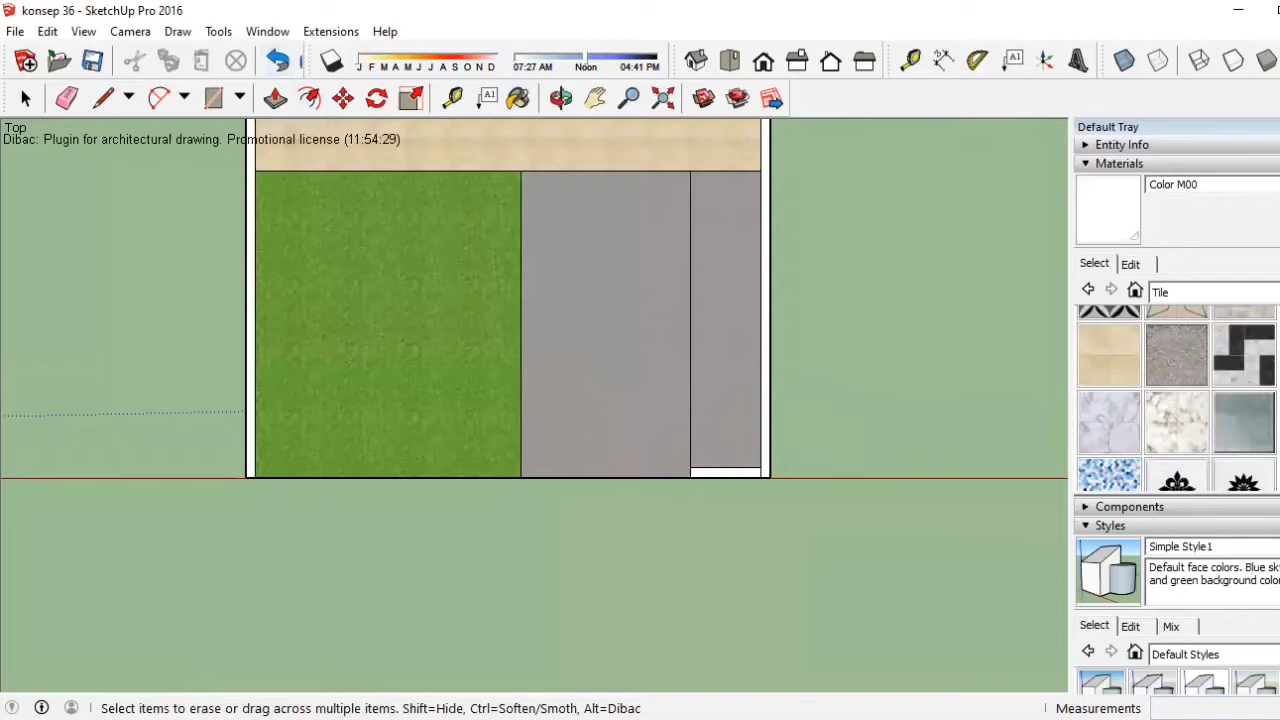 konsep 36 - SketchUp Pro 2016
File Edit View Camera Draw Tools Window Extensions Help
J F M A M J J A S O N D 07:27 AM Noon 04:41 PM
A1
A1
Top
Dibac: Plugin for architectural drawing. Promotional license (11:54:29)
Default Tray
Entity Info
Materials
Color M00
Select Edit
Tile
Components
Styles
Simple Style1
Default face colors. Blue
and green background
Select Edit Mix
Default Styles
Select items to erase or drag across multiple items. Shift=Hide, Ctrl=Soften/Smoth, Alt=Dibac
Measurements